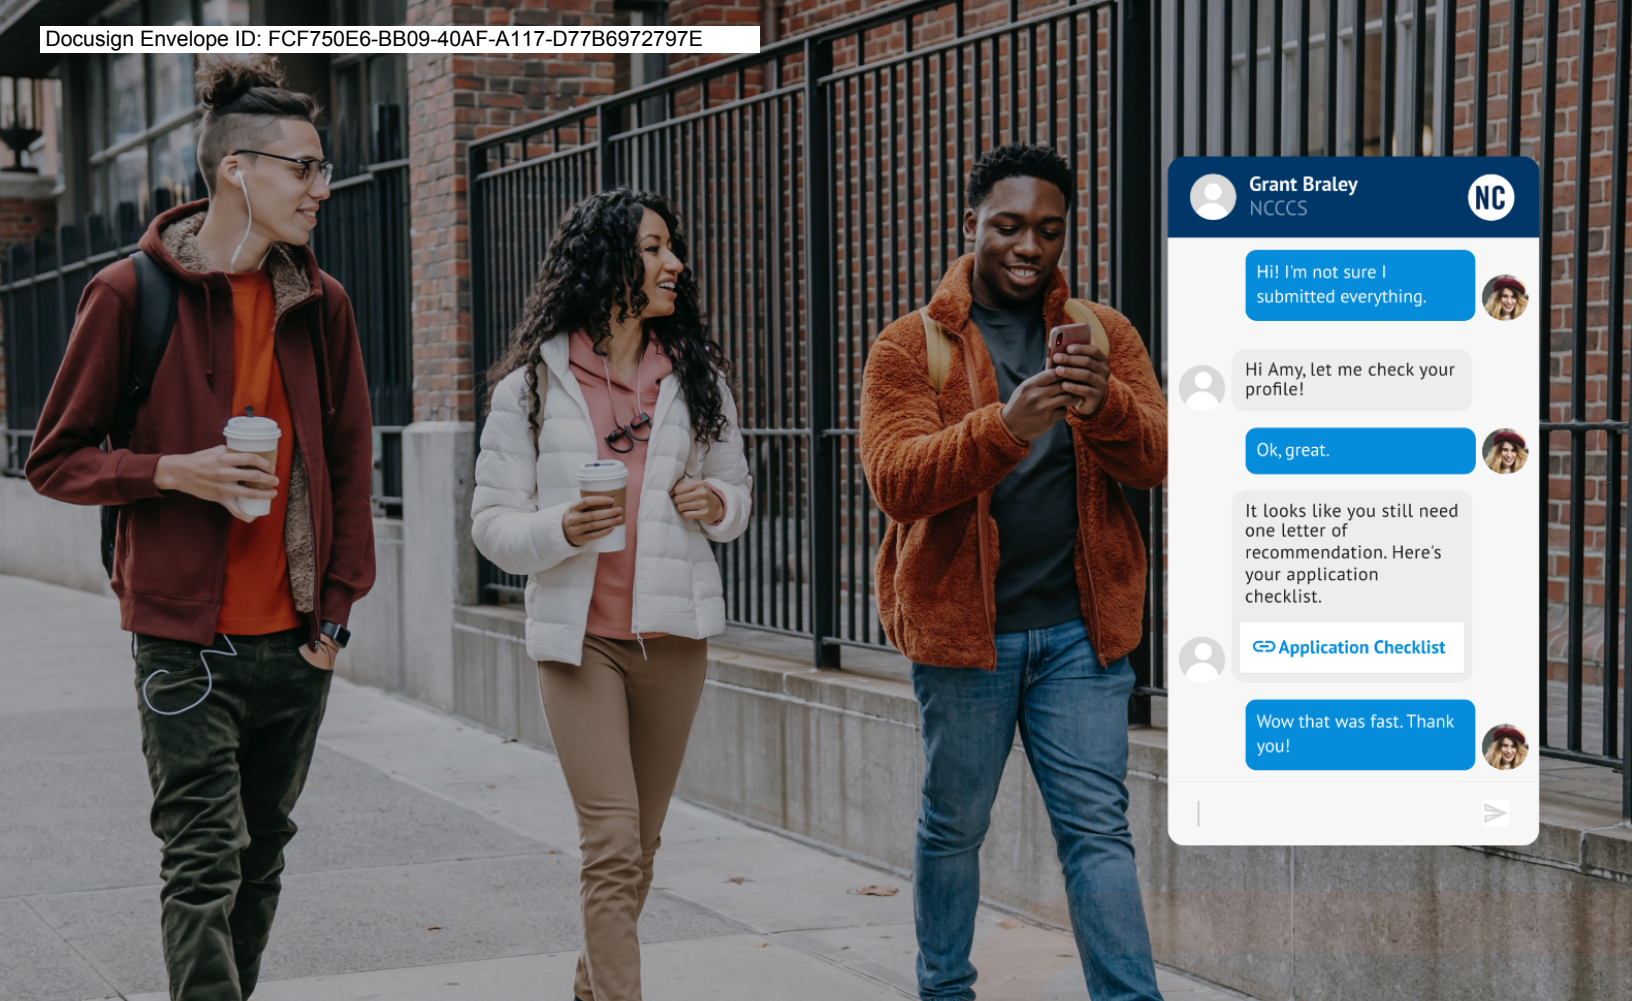 Docusign Envelope ID: FCF750E6-BB09-40AF-A117-D77B6972797E
Grant Braley
NCCCS
NC
Hi! I'm not sure I
submitted everything.
Hi Amy, let me check your
profile!
Ok, great.
It looks like you still need
one letter of
recommendation. Here's
your application
checklist.
Application Checklist
Wow that was fast. Thank
you!